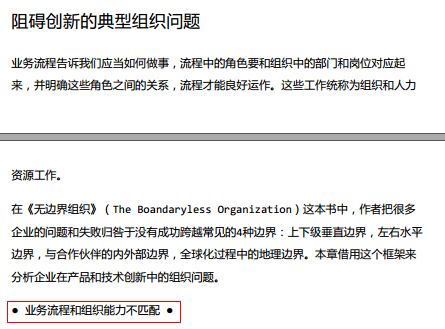 阻碍创新的典型组织问题
业务流程告诉我们应当如何做事，流程中的角色要和组织中的部门和岗位对应起
来，并明确这些角色之间的关系，流程才能良好运作。这些工作统称为组织和人力
资源工作。
在《无边界组织》（The Boandaryless Organization）这本书中，作者把很多
企业的问题和失败归咎于没有成功跨越常见的4种边界：上下级垂直边界，左右水平
边界，与合作伙伴的内外部边界，全球化过程中的地理边界。本章借用这个框架来
分析企业在产品和技术创新中的组织问题。
● 业务流程和组织能力不匹配 ●